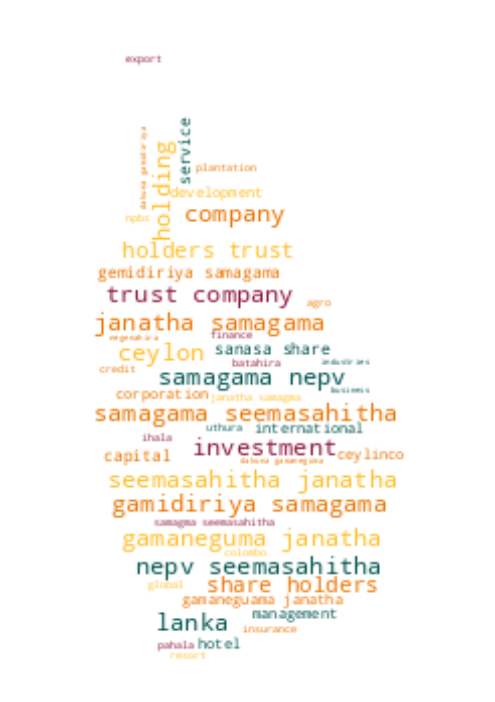 export
dakuna gamidiriya
holding
service
plantation
development
npbs
company
holders trust
gemidiriya samagama
trust company
agro
janatha samagama
negenahira
finance
ceylon
sanasa share
batahira
industries
credit
samagama nepv
business
corporation
janatha samagma
samagama seemasahitha
uthura
international
ihala
investment
capital
dakuna gamaneguma
ceylinco
seemasahitha janatha
gamidiriya samagama
samagma seemasahitha
gamaneguma janatha
colombo
nepv seemasahitha
global
share holders
gamaneguama janatha
management
lanka
insurance
pahala
hotel
resort